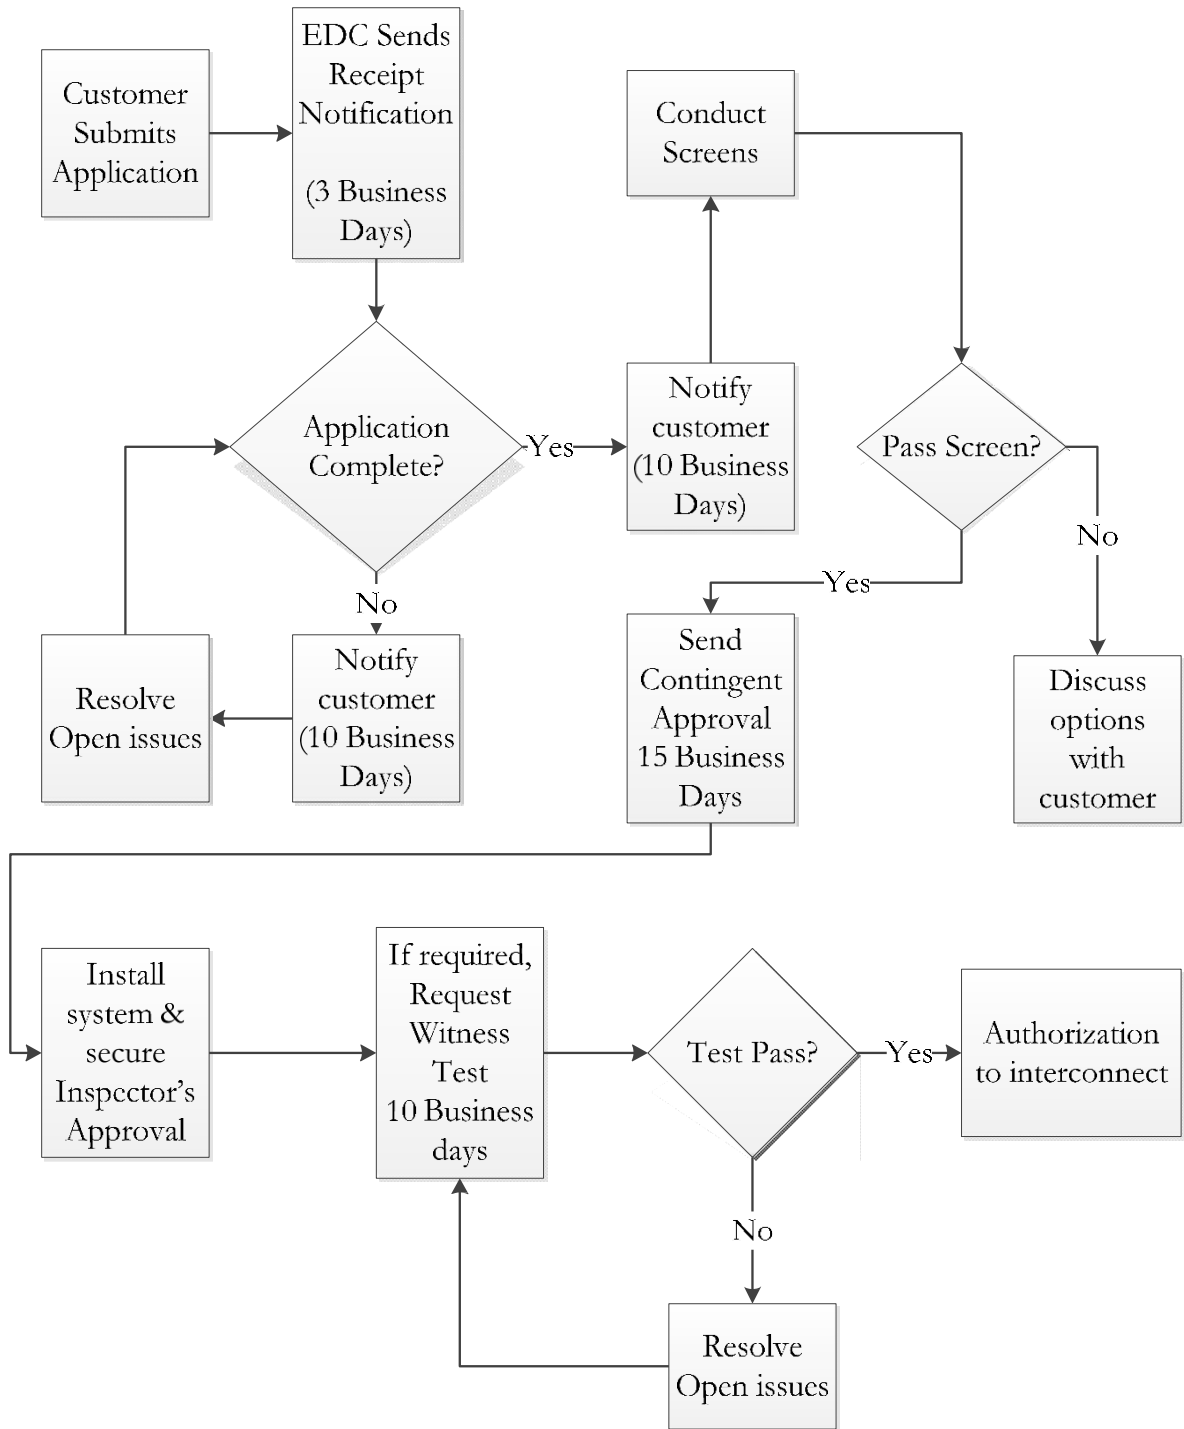 Customer
Submits
Application
EDC Sends
Receipt
Notification
(3 Business
Days)
Conduct
Screens
Application
Complete?
Yes
Notify
customer
(10 Business
Days)
Pass Screen?
No
Yes
No
Resolve
Open issues
Notify
customer
(10 Business
Days)
Send
Contingent
Approval
15 Business
Days
Discuss
options
with
customer
Install
system &
secure
Inspector’s
Approval
If required,
Request
Witness
Test
10 Business
days
Test Pass?
Yes
Authorization
to interconnect
No
Resolve
Open issues